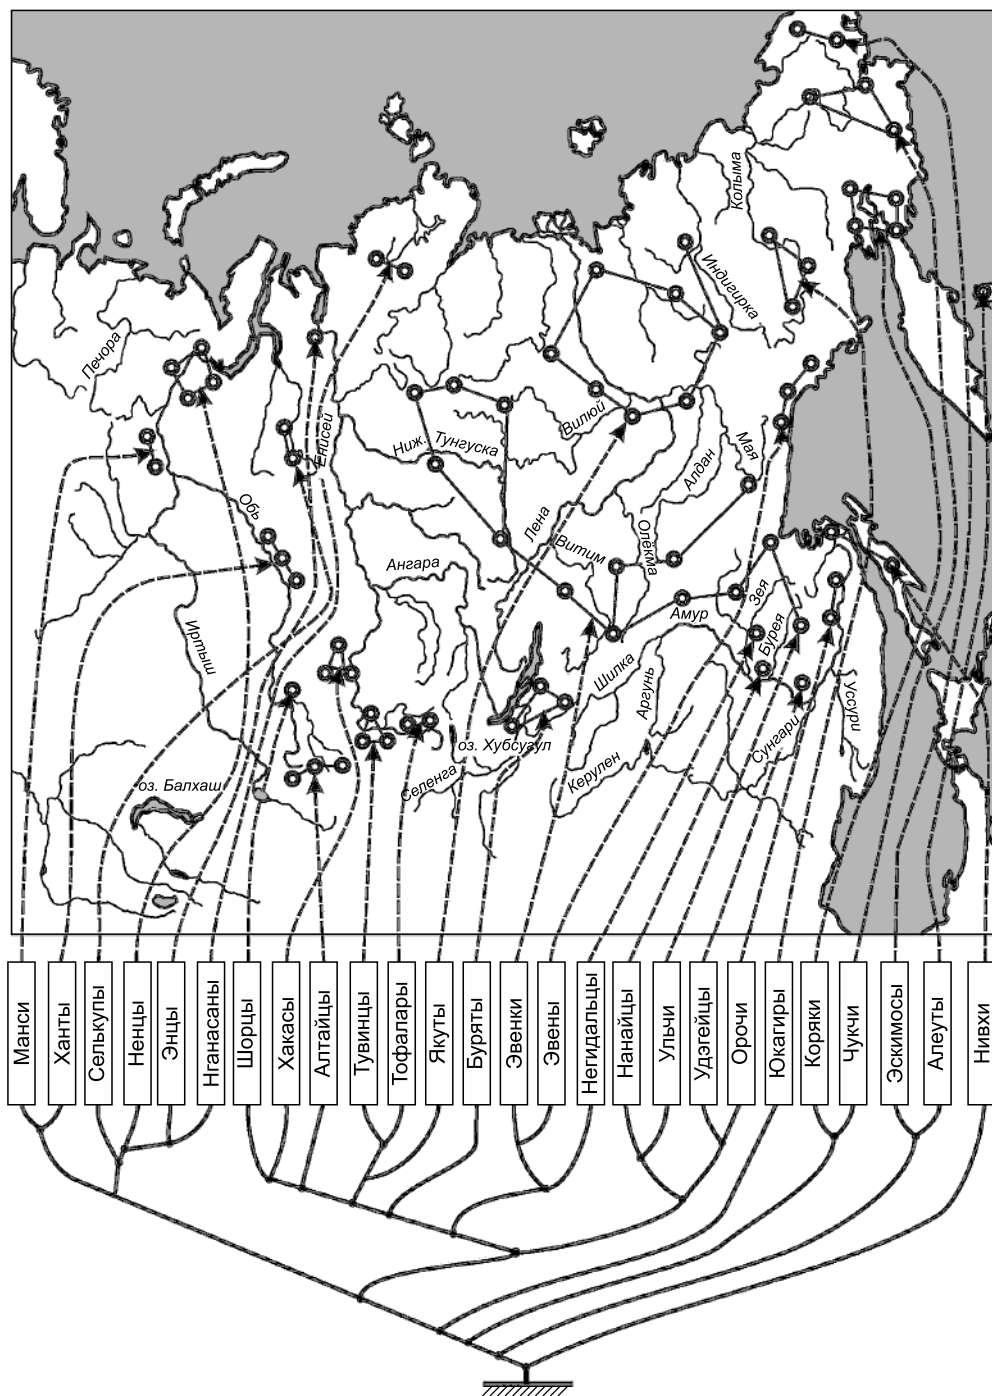 Колыма
Индигирка
Печора
Енисей
Вилюй
Ниж. Тунгуска
Мая
Алдан
Обь
Лена
Олёкма
Витим
Ангара
Зея
Амур
Бурея
Иртыш
Шилка
Аргунь
Уссури
Сунгари
оз. Хубсугул
Селенга
Керулен
оз. Балхаш
Манси
Ханты
Селькупы
Ненцы
Энцы
Нганасаны
Шорцы
Хакасы
Алтайцы
Тувинцы
Тофалары
Якуты
Буряты
Эвенки
Эвены
Негидальцы
Нанайцы
Ульчи
Удэгейцы
Орочи
Юкагиры
Коряки
Чукчи
Эскимосы
Алеуты
Нивхи